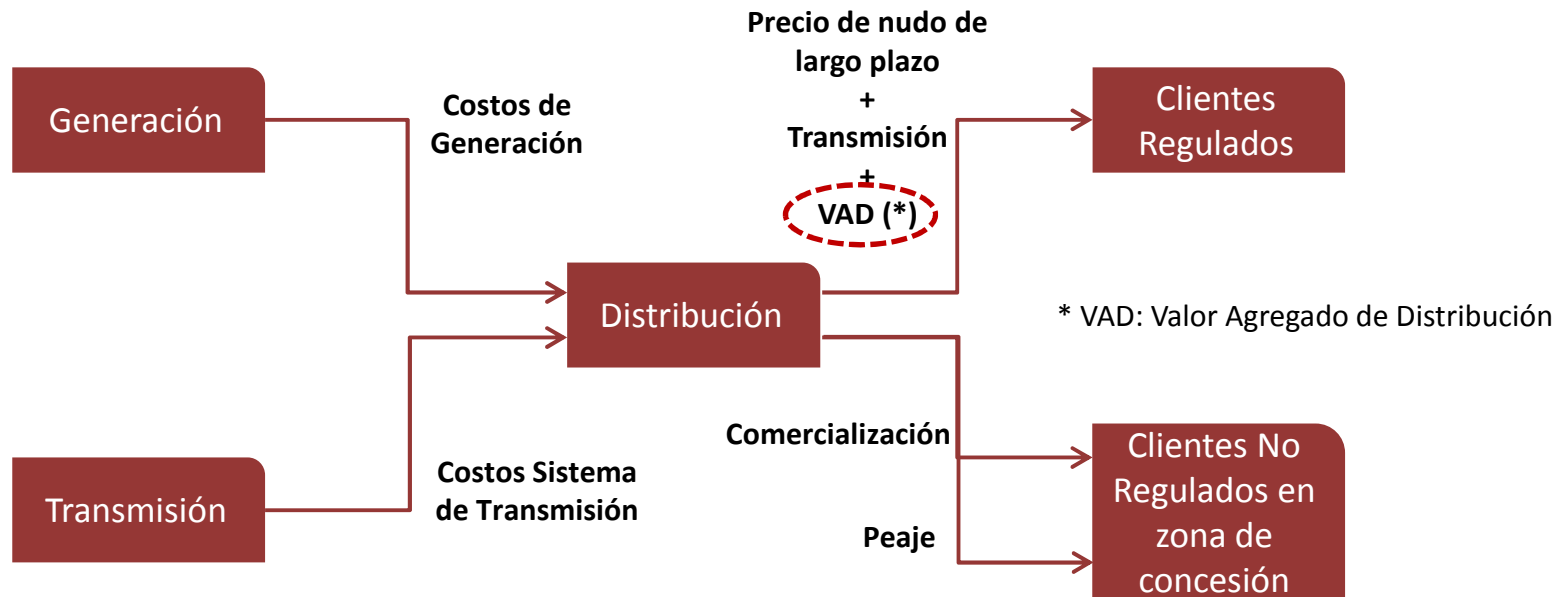 Precio de nudo de
largo plazo
+
Transmisión
+
VAD (*)
Generación
Costos de
Generación
Clientes
Regulados
Distribución
* VAD: Valor Agregado de Distribución
Transmisión
Costos Sistema
de Transmisión
Comercialización
Peaje
Clientes No
Regulados en
zona de
concesión